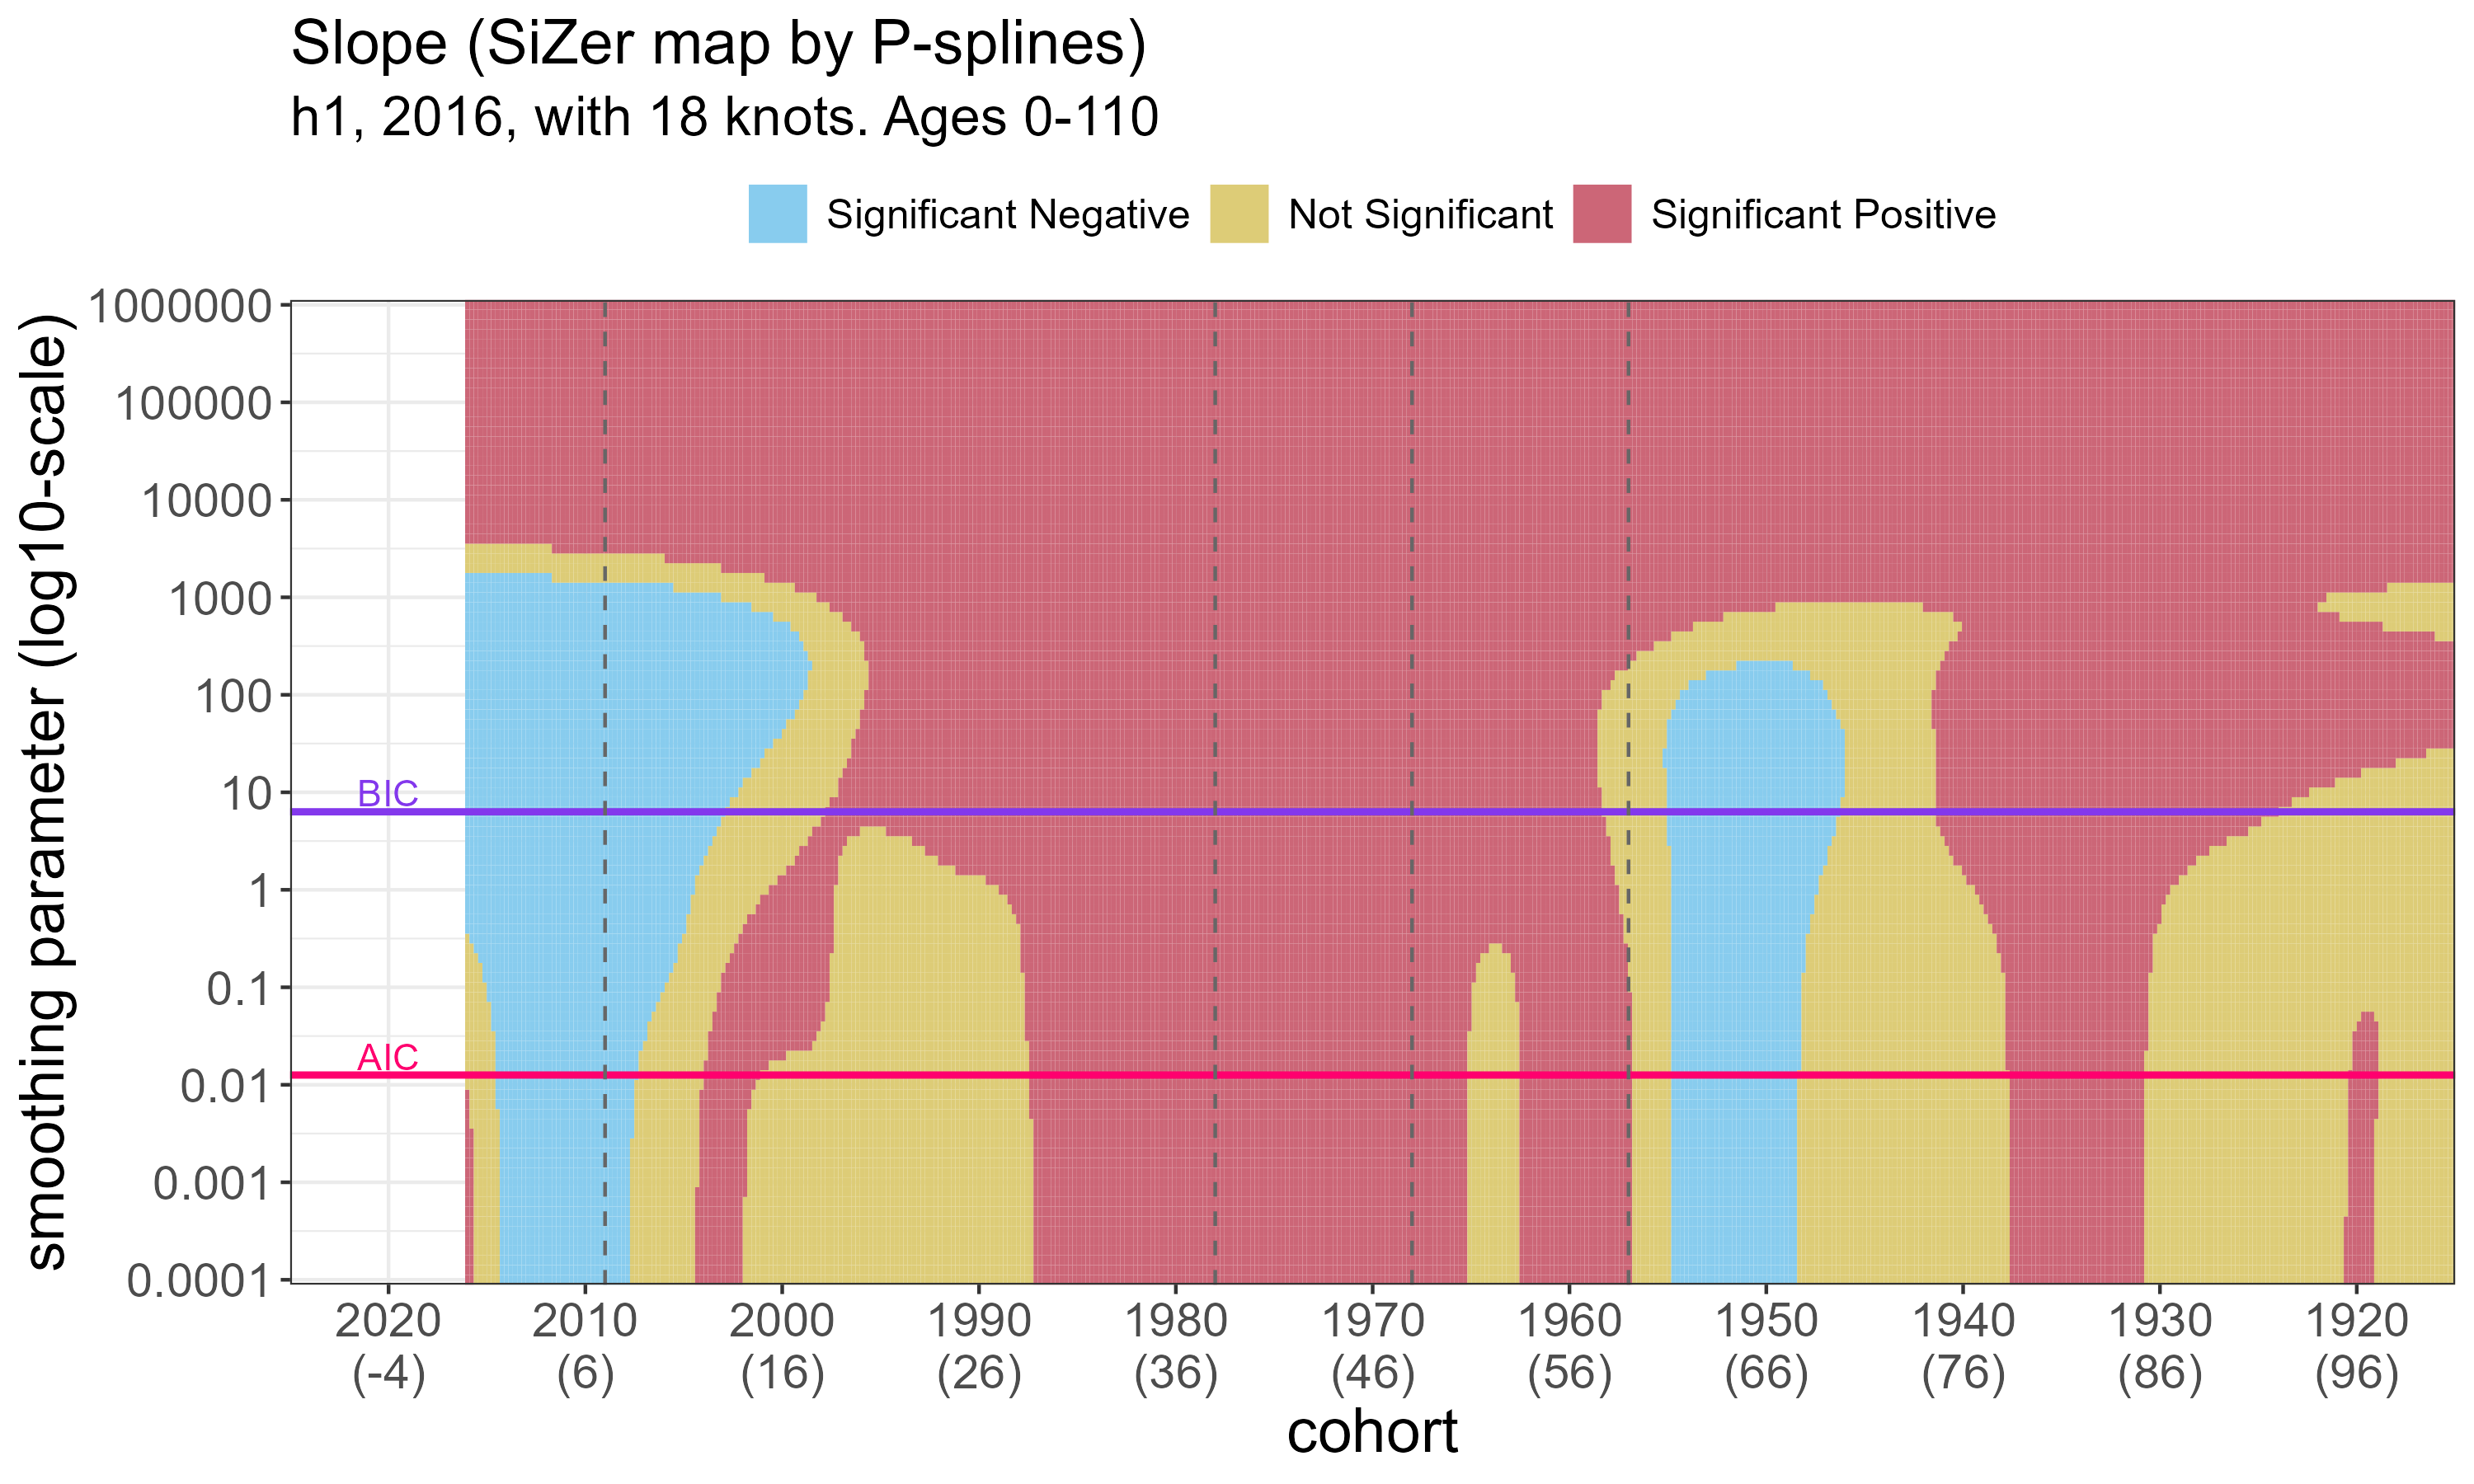 Slope (SiZer map by P-splines)
h1, 2016, with 18 knots. Ages 0-110
Significant Negative Not Significant Significant Positive
smoothing parameter (log10-scale)
1000000
100000
10000
1000
100
10
1
0.1
0.01
0.001
0.0001
BIC
AIC
2020 2010 2000 1990 1980 1970 1960 1950 1940 1930 1920
(-4) (6) (16) (26) (36) (46) (56) (66) (76) (86) (96)
cohort